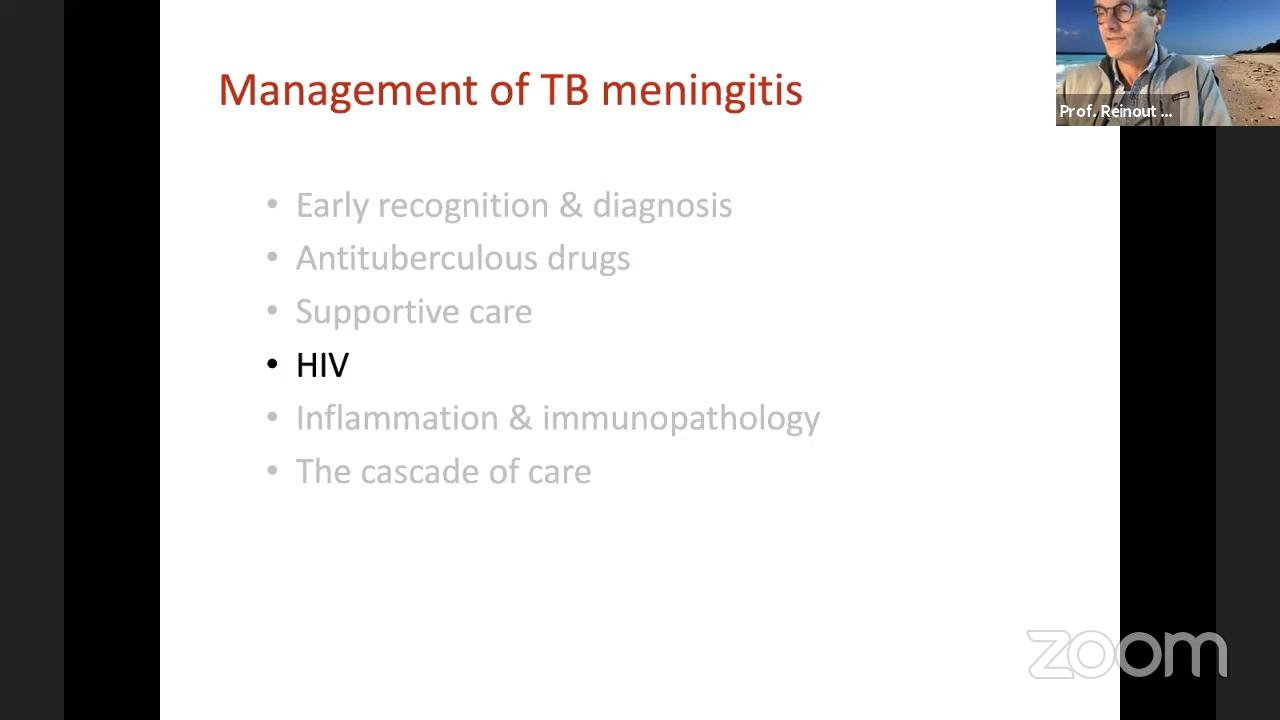 Management of TB meningitis
Prof. Reinout ...
• Early recognition & diagnosis
• Antituberculous drugs
• Supportive care
• HIV
• Inflammation & immunopathology
• The cascade of care
zoom